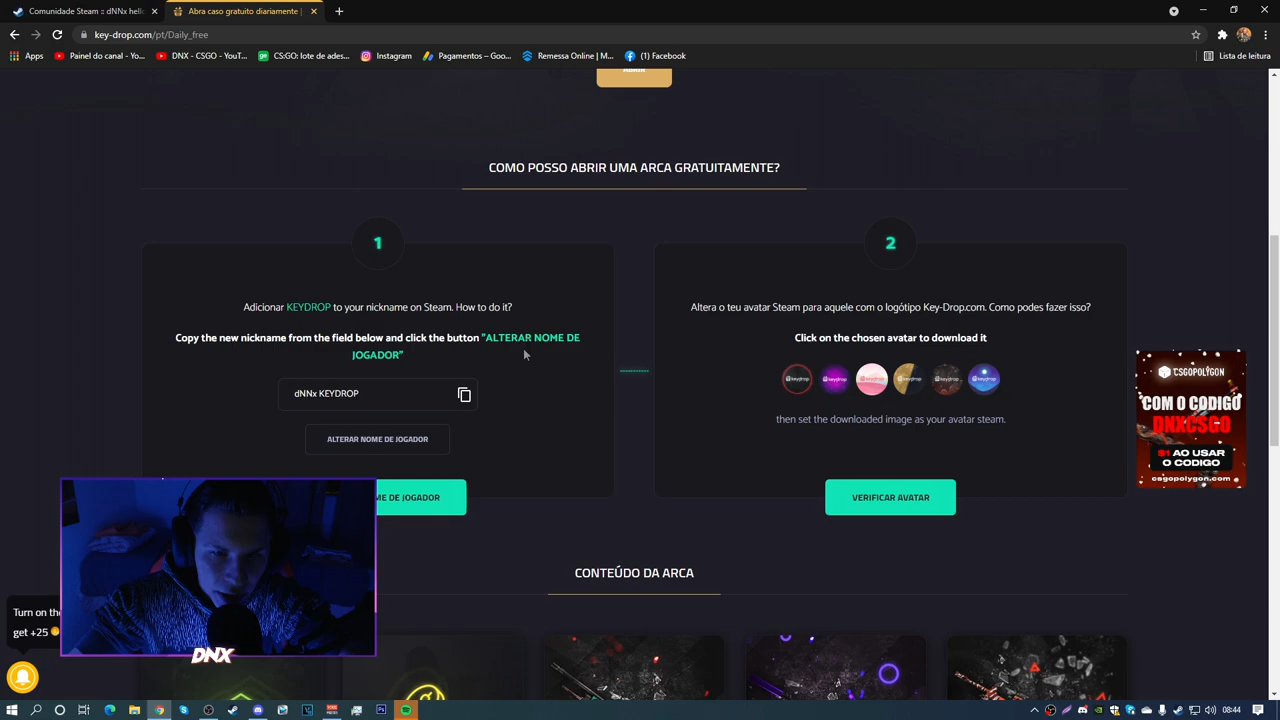 Comunidade Steam :: dNNx hell
Abra caso gratuito diariamente |
key-drop.com/pt/Daily_free
Apps
Painel do canal - Yo...
DNX - CSGO - YouT...
CS:GO: lote de ades...
Instagram
Pagamentos – Goo...
Remessa Online | M...
(1) Facebook
Lista de leitura
ABRIR
COMO POSSO ABRIR UMA ARCA GRATUITAMENTE?
1
Adicionar KEYDROP to your nickname on Steam. How to do it?
Copy the new nickname from the field below and click the button "ALTERAR NOME DE
JOGADOR"
dNNx KEYDROP
ALTERAR NOME DE JOGADOR
ME DE JOGADOR
2
Altera o teu avatar Steam para aquele com o logótipo Key-Drop.com. Como podes fazer isso?
Click on the chosen avatar to download it
keydrop keydrop keydrop keydrop keydrop
then set the downloaded image as your avatar steam.
VERIFICAR AVATAR
CSGOPOLYGON
COM O CODIGO
DNXCSGO
$1 AO USAR
O CODIGO
csgopolygon.com
CONTEÚDO DA ARCA
Turn on the
get +25
DNX
08:44